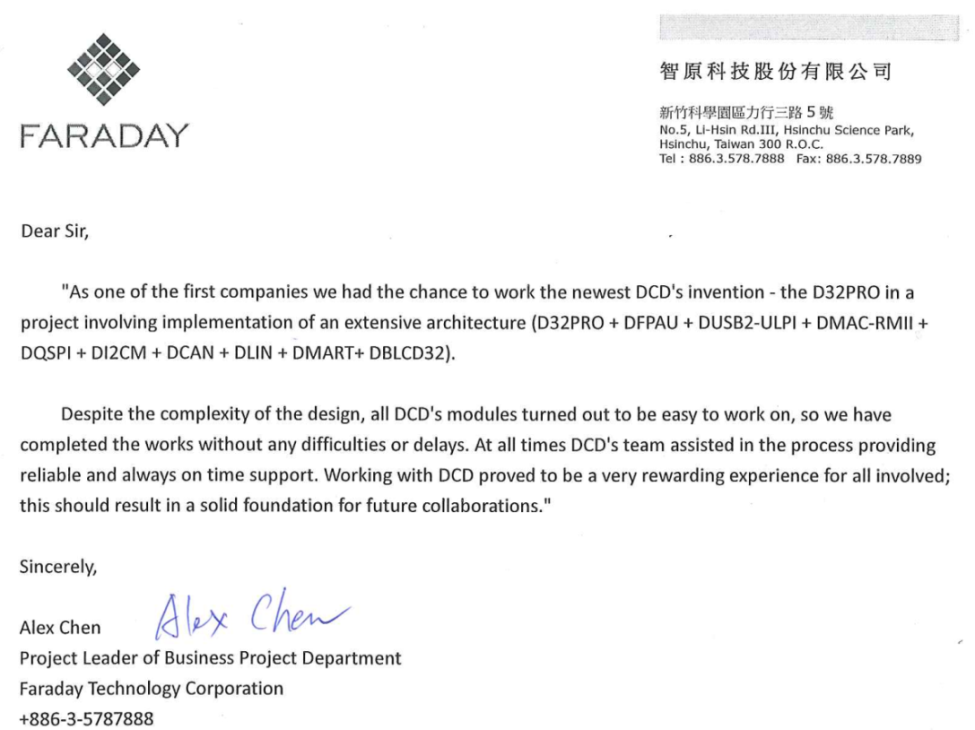 FARADAY
智原科技股份有限公司
新竹科學園區力行三路 5 號
No.5, Li-Hsin Rd.III, Hsinchu Science Park,
Hsinchu, Taiwan 300 R.O.C.
Tel : 886.3.578.7888 Fax: 886.3.578.7889
Dear Sir,
"As one of the first companies we had the chance to work the newest DCD's invention - the D32PRO in a
project involving implementation of an extensive architecture (D32PRO + DFPAU + DUSB2-ULPI + DMAC-RMII +
DQSPI + DI2CM + DCAN + DLIN + DMART+ DBLCD32).
Despite the complexity of the design, all DCD's modules turned out to be easy to work on, so we have
completed the works without any difficulties or delays. At all times DCD's team assisted in the process providing
reliable and always on time support. Working with DCD proved to be a very rewarding experience for all involved;
this should result in a solid foundation for future collaborations."
Sincerely,
Alex Chen Alex Chen
Project Leader of Business Project Department
Faraday Technology Corporation
+886-3-5787888